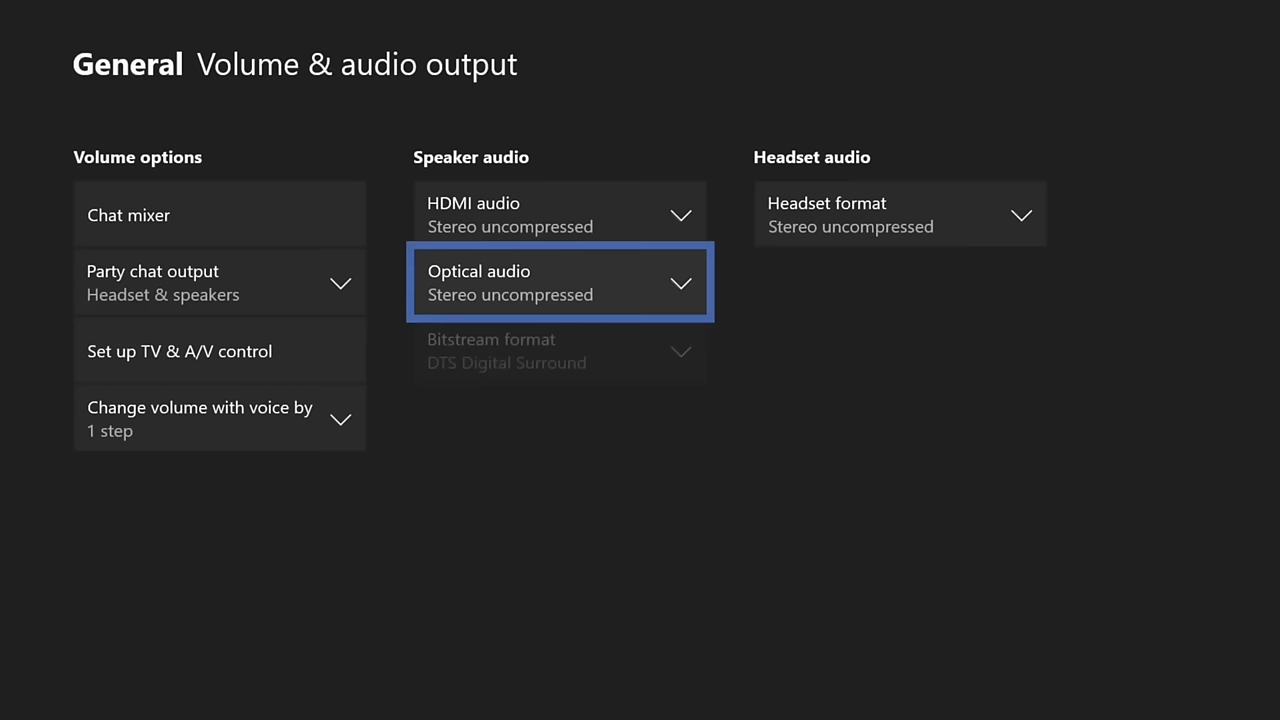 General Volume & audio output
Volume options
Chat mixer
Party chat output
Headset & speakers
Set up TV & A/V control
Change volume with voice by
1 step
Speaker audio
HDMI audio
Stereo uncompressed
Optical audio
Stereo uncompressed
Bitstream format
DTS Digital Surround
Headset audio
Headset format
Stereo uncompressed